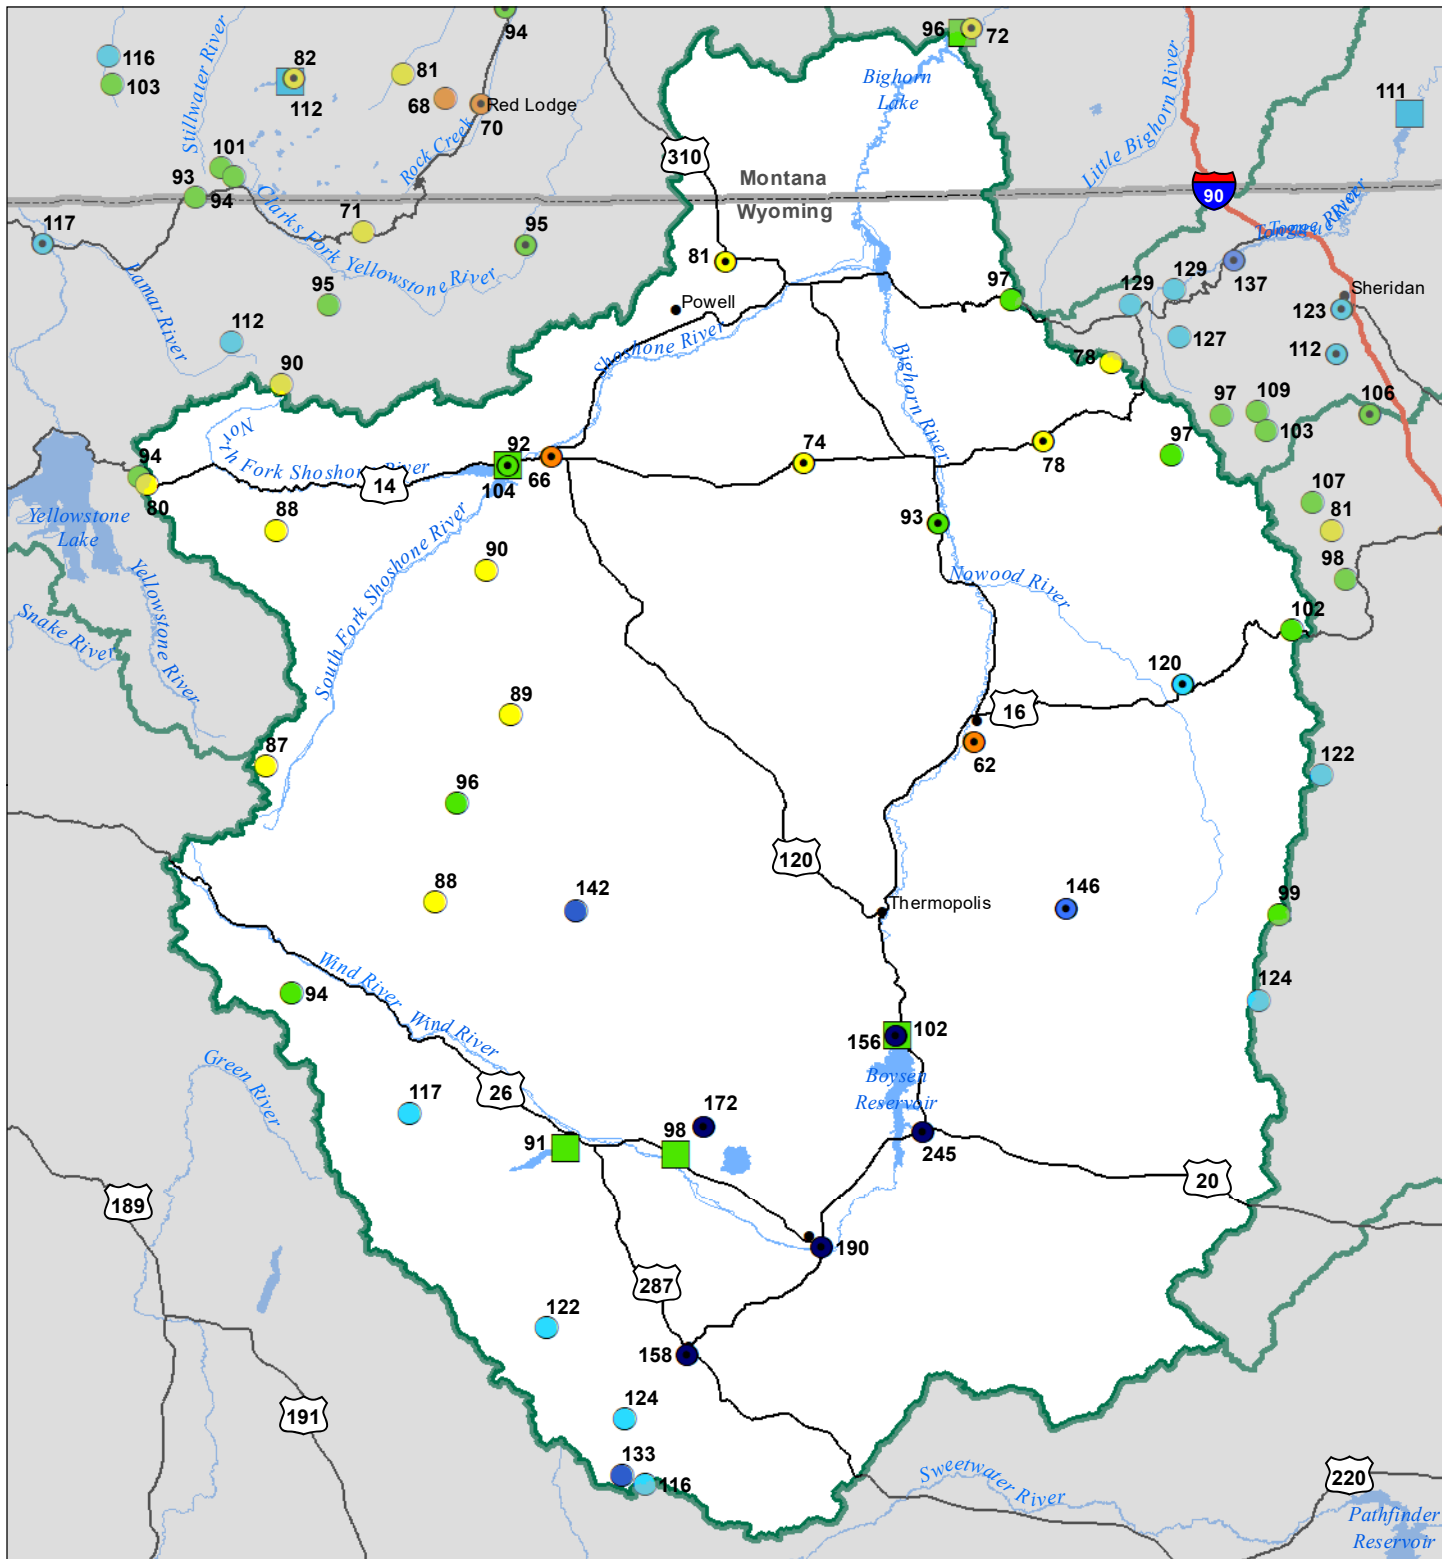 94
96
72
116
103
82
112
81
68
70
Red Lodge
Stillwater River
Rock Creek
Bighorn
Lake
Little Bighorn River
111
310
Montana
Wyoming
90
101
93
94
Clarks Fork Yellowstone River
71
95
117
Lamar River
95
112
90
81
Powell
Shoshone River
97
129
129
137
Tongue River
Sheridan
123
127
112
78
Bighorn River
97
109
103
106
97
78
74
92
104
66
North Fork Shoshone River
14
94
80
88
Yellowstone
Lake
Yellowstone River
Snake River
South Fork Shoshone River
90
93
Nowood River
107
81
98
102
120
16
62
89
87
96
122
120
88
142
Thermopolis
146
99
124
94
Wind River
Wind River
Green River
102
156
Boysen
Reservoir
117
26
172
91
98
245
20
189
190
287
122
158
191
124
133
116
Sweetwater River
220
Pathfinder
Reservoir